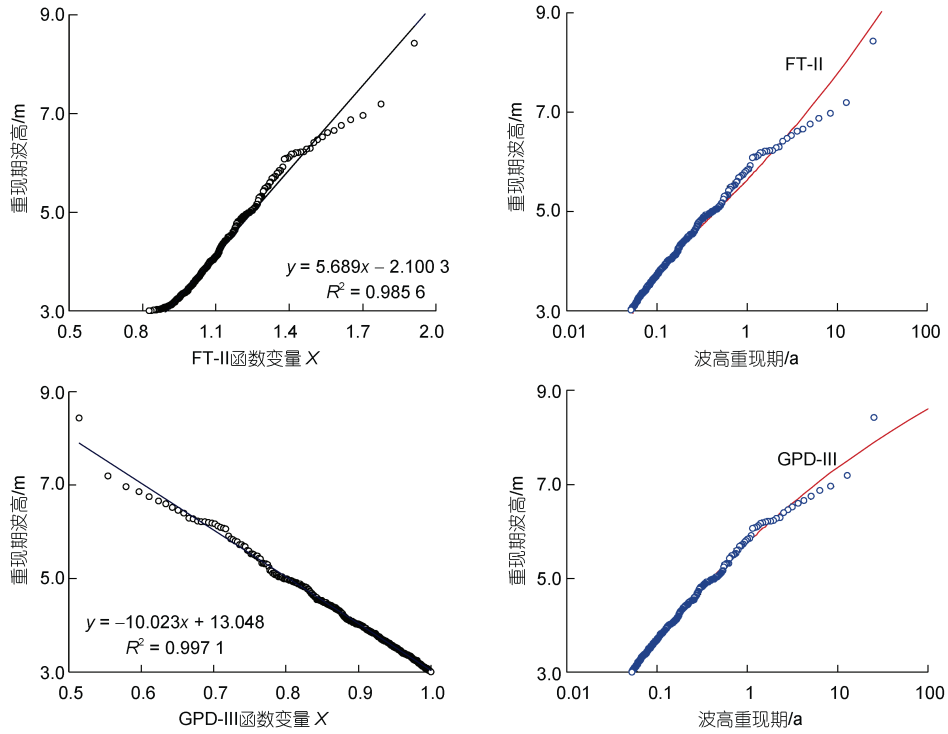 9.0
7.0
5.0
3.0
重现期波高/m
y = 5.689x − 2.100 3
R² = 0.985 6
0.5 0.8 1.1 1.4 1.7 2.0
FT-II函数变量 X
9.0
7.0
5.0
3.0
重现期波高/m
FT-II
0.01 0.1 1 10 100
波高重现期/a
9.0
7.0
5.0
3.0
重现期波高/m
y = −10.023x + 13.048
R² = 0.997 1
0.5 0.6 0.7 0.8 0.9 1.0
GPD-III函数变量 X
9.0
7.0
5.0
3.0
重现期波高/m
GPD-III
0.01 0.1 1 10 100
波高重现期/a